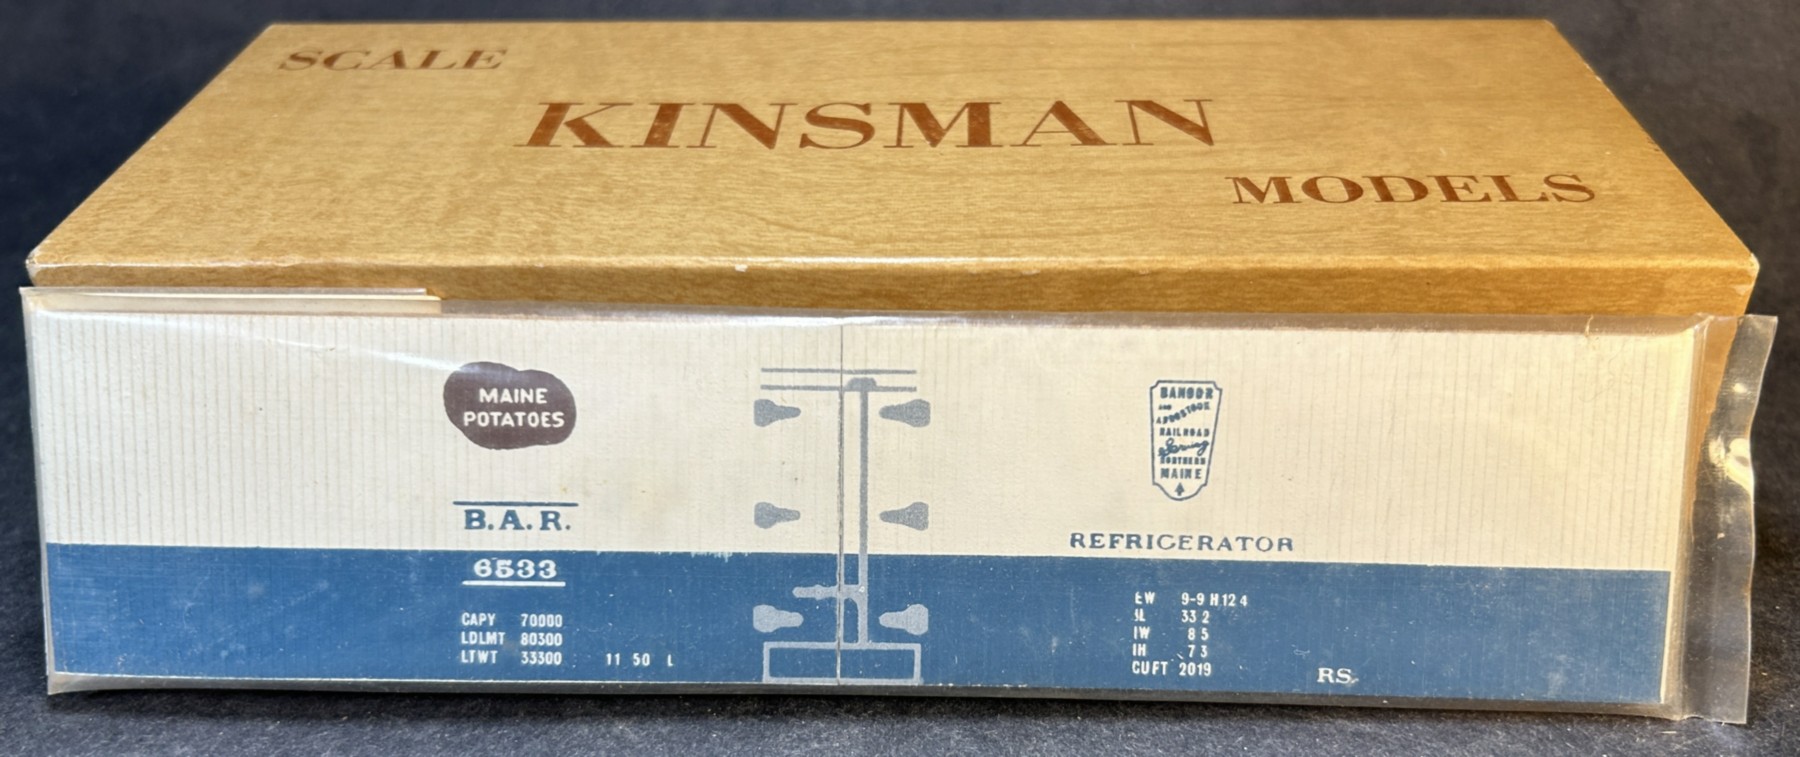 SCALE
KINSMAN
MODELS
MAINE
POTATOES
B.A.R.
6533
CAPY 70000
LDLMT 80300
LTWT 33300 11 50 L
BANGOR
AND
AROOSTOOK
RAILROAD
Serving
NORTHERN
MAINE
REFRIGERATOR
EW 9-9 H 12 4
IL 33 2
IW 8 5
IH 7 3
CUFT 2019
RS.